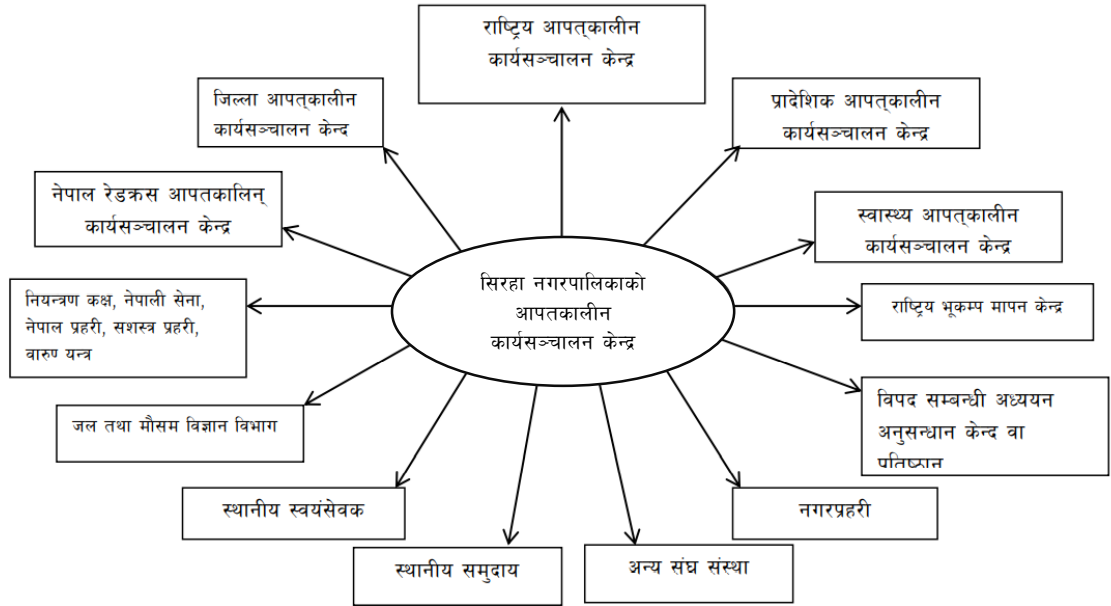 राष्ट्रिय आपत्कालीन
कार्यसञ्चालन केन्द्र
जिल्ला आपत्कालीन
कार्यसञ्चालन केन्द
प्रादेशिक आपत्कालीन
कार्यसञ्चालन केन्द्र
नेपाल रेडक्रस आपतकालिन्
कार्यसञ्चालन केन्द्र
स्वास्थ्य आपत्कालीन
कार्यसञ्चालन केन्द्र
सिरहा नगरपालिकाको
आपतकालीन
कार्यसञ्चालन केन्द्र
नियन्त्रण कक्ष, नेपाली सेना,
नेपाल प्रहरी, सशस्त्र प्रहरी,
वारुण यन्त्र
राष्ट्रिय भूकम्प मापन केन्द्र
जल तथा मौसम विज्ञान विभाग
विपद सम्बन्धी अध्ययन
अनुसन्धान केन्द वा
प्रतिष्ठान
स्थानीय स्वयंसेवक
नगरप्रहरी
स्थानीय समुदाय
अन्य संघ संस्था